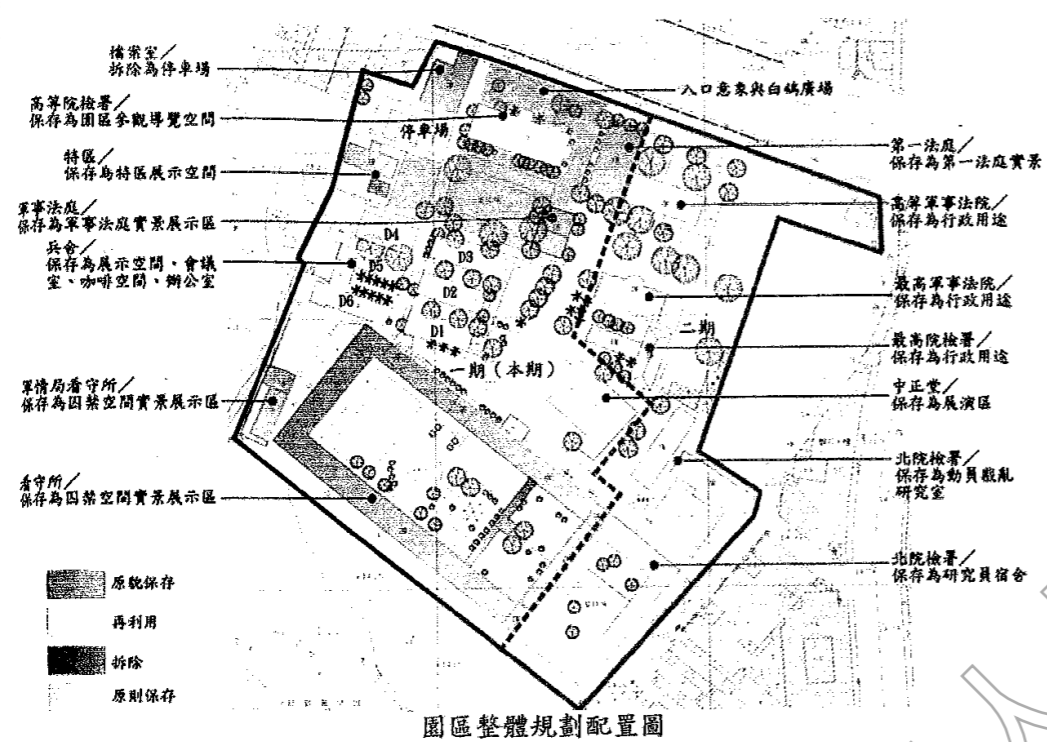 檔案室／
拆除為停車場
高等院檢署／
保存為園區參觀導覽空間
特區／
保存為特區展示空間
軍事法庭／
保存為軍事法庭實景展示區
兵舍／
保存為展示空間、會議
室、咖啡空間、辦公室
軍情局看守所／
保存為囚禁空間實景展示區
看守所／
保存為囚禁空間實景展示區
停車場
D4
D5
D6
D3
D2
D1
一期（本期）
二期
入口意象與白鴿廣場
第一法庭／
保存為第一法庭實景
高等軍事法院／
保存為行政用途
最高軍事法院／
保存為行政用途
最高院檢署／
保存為行政用途
中正堂／
保存為展演區
北院檢署／
保存為動員戡亂
研究室
北院檢署／
保存為研究員宿舍
原貌保存
再利用
拆除
原則保存
園區整體規劃配置圖